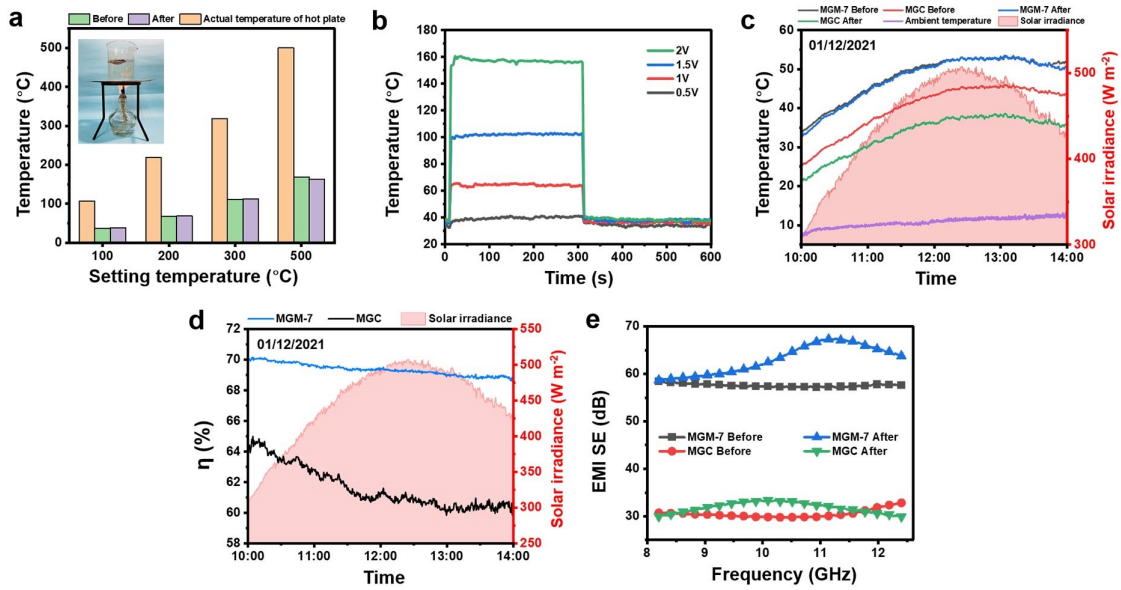 a
Before After Actual temperature of hot plate
Temperature (°C)
500
400
300
200
100
0
100 200 300 500
Setting temperature (°C)
b
Temperature (°C)
180
160
140
120
100
80
60
40
20
2V
1.5V
1V
0.5V
0 100 200 300 400 500 600
Time (s)
c
MGM-7 Before MGC Before MGM-7 After
MGC After Ambient temperature Solar irradiance
01/12/2021
Temperature (°C)
60
50
40
30
20
10
Solar irradiance (W m-2)
500
400
300
10:00 11:00 12:00 13:00 14:00
Time
d
MGM-7 MGC Solar irradiance
01/12/2021
η (%)
72
70
68
66
64
62
60
58
Solar irradiance (W m-2)
550
500
450
400
350
300
250
10:00 11:00 12:00 13:00 14:00
Time
e
EMI SE (dB)
70
60
50
40
30
MGM-7 Before MGM-7 After
MGC Before MGC After
8 9 10 11 12
Frequency (GHz)